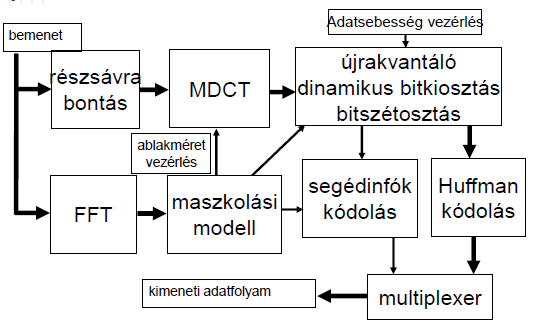 Adatsebesség vezérlés
bemenet
részsávra
bontás
MDCT
újrakvantáló
dinamikus bitkiosztás
bitszétosztás
ablakméret
vezérlés
FFT
maszkolási
modell
segédinfók
kódolás
Huffman
kódolás
kimeneti adatfolyam
multiplexer